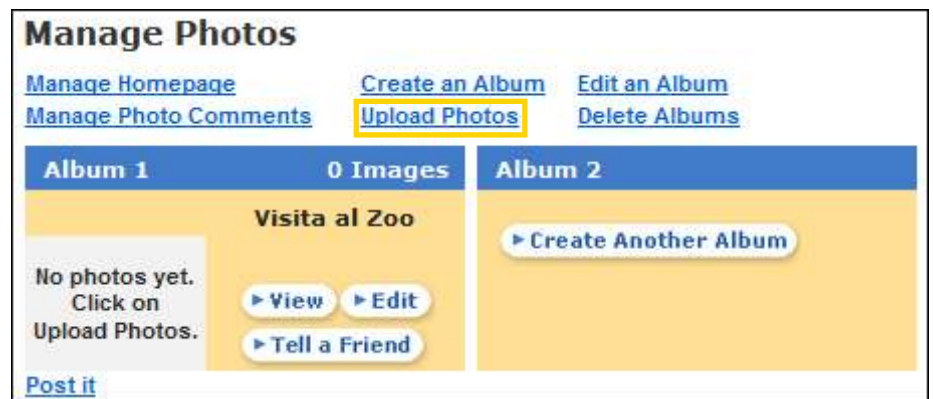 Manage Photos
Manage Homepage Create an Album Edit an Album
Manage Photo Comments Upload Photos Delete Albums
Album 1 0 Images Album 2
Visita al Zoo
Create Another Album
No photos yet.
Click on
Upload Photos.
View Edit
Tell a Friend
Post it